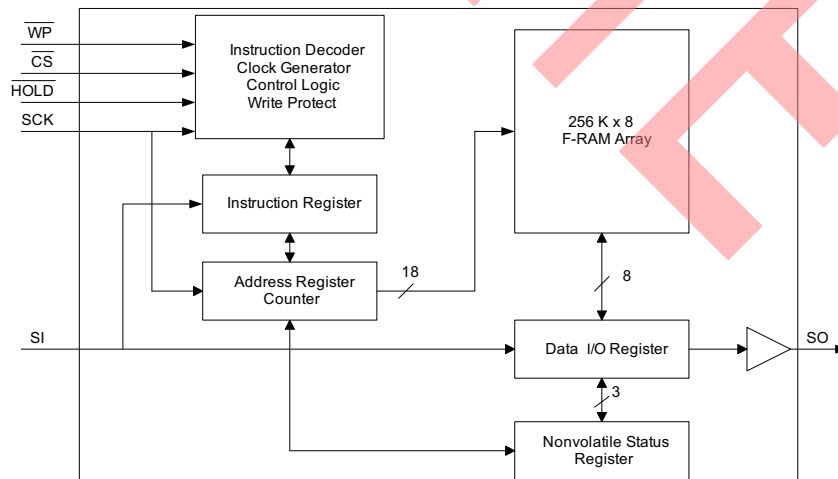 WP
CS
HOLD
SCK
Instruction Decoder
Clock Generator
Control Logic
Write Protect
256 K x 8
F-RAM Array
Instruction Register
Address Register
Counter
18
8
SI
Data I/O Register
SO
3
Nonvolatile Status
Register